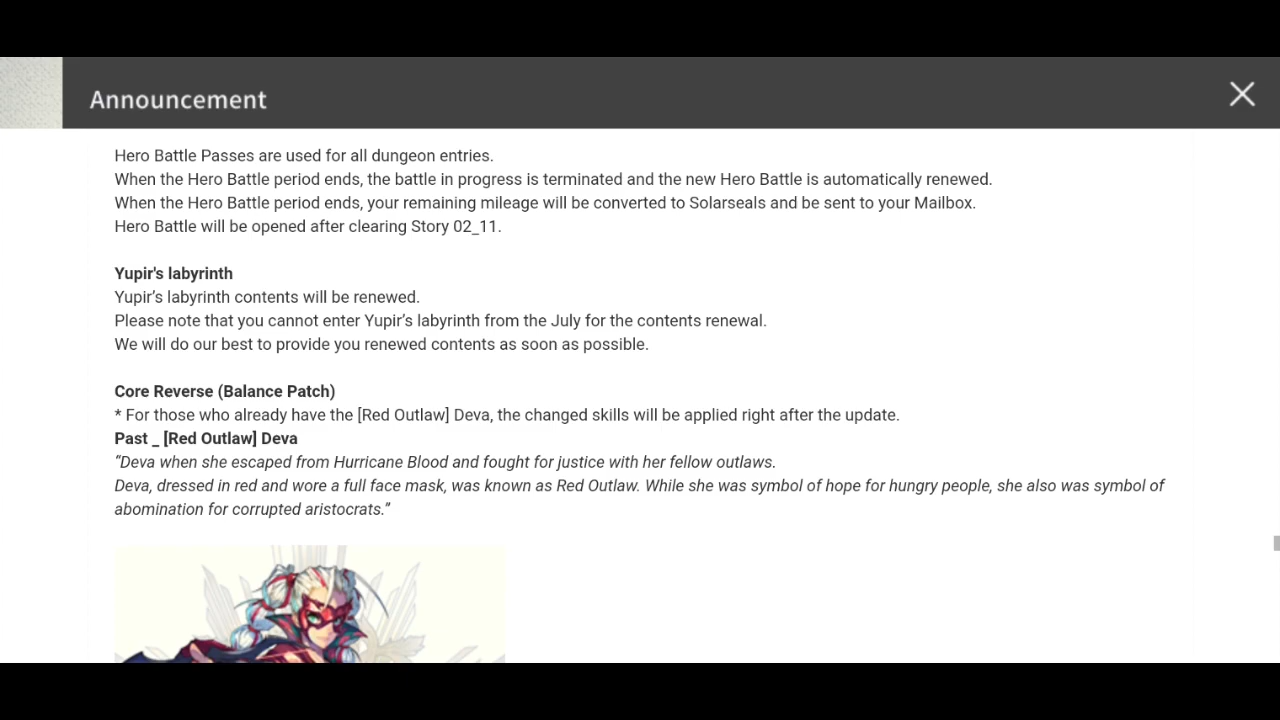 Announcement
Hero Battle Passes are used for all dungeon entries.
When the Hero Battle period ends, the battle in progress is terminated and the new Hero Battle is automatically renewed.
When the Hero Battle period ends, your remaining mileage will be converted to Solarseals and be sent to your Mailbox.
Hero Battle will be opened after clearing Story 02_11.
Yupir's labyrinth
Yupir’s labyrinth contents will be renewed.
Please note that you cannot enter Yupir’s labyrinth from the July for the contents renewal.
We will do our best to provide you renewed contents as soon as possible.
Core Reverse (Balance Patch)
* For those who already have the [Red Outlaw] Deva, the changed skills will be applied right after the update.
Past _ [Red Outlaw] Deva
“Deva when she escaped from Hurricane Blood and fought for justice with her fellow outlaws.
Deva, dressed in red and wore a full face mask, was known as Red Outlaw. While she was symbol of hope for hungry people, she also was symbol of
abomination for corrupted aristocrats.”